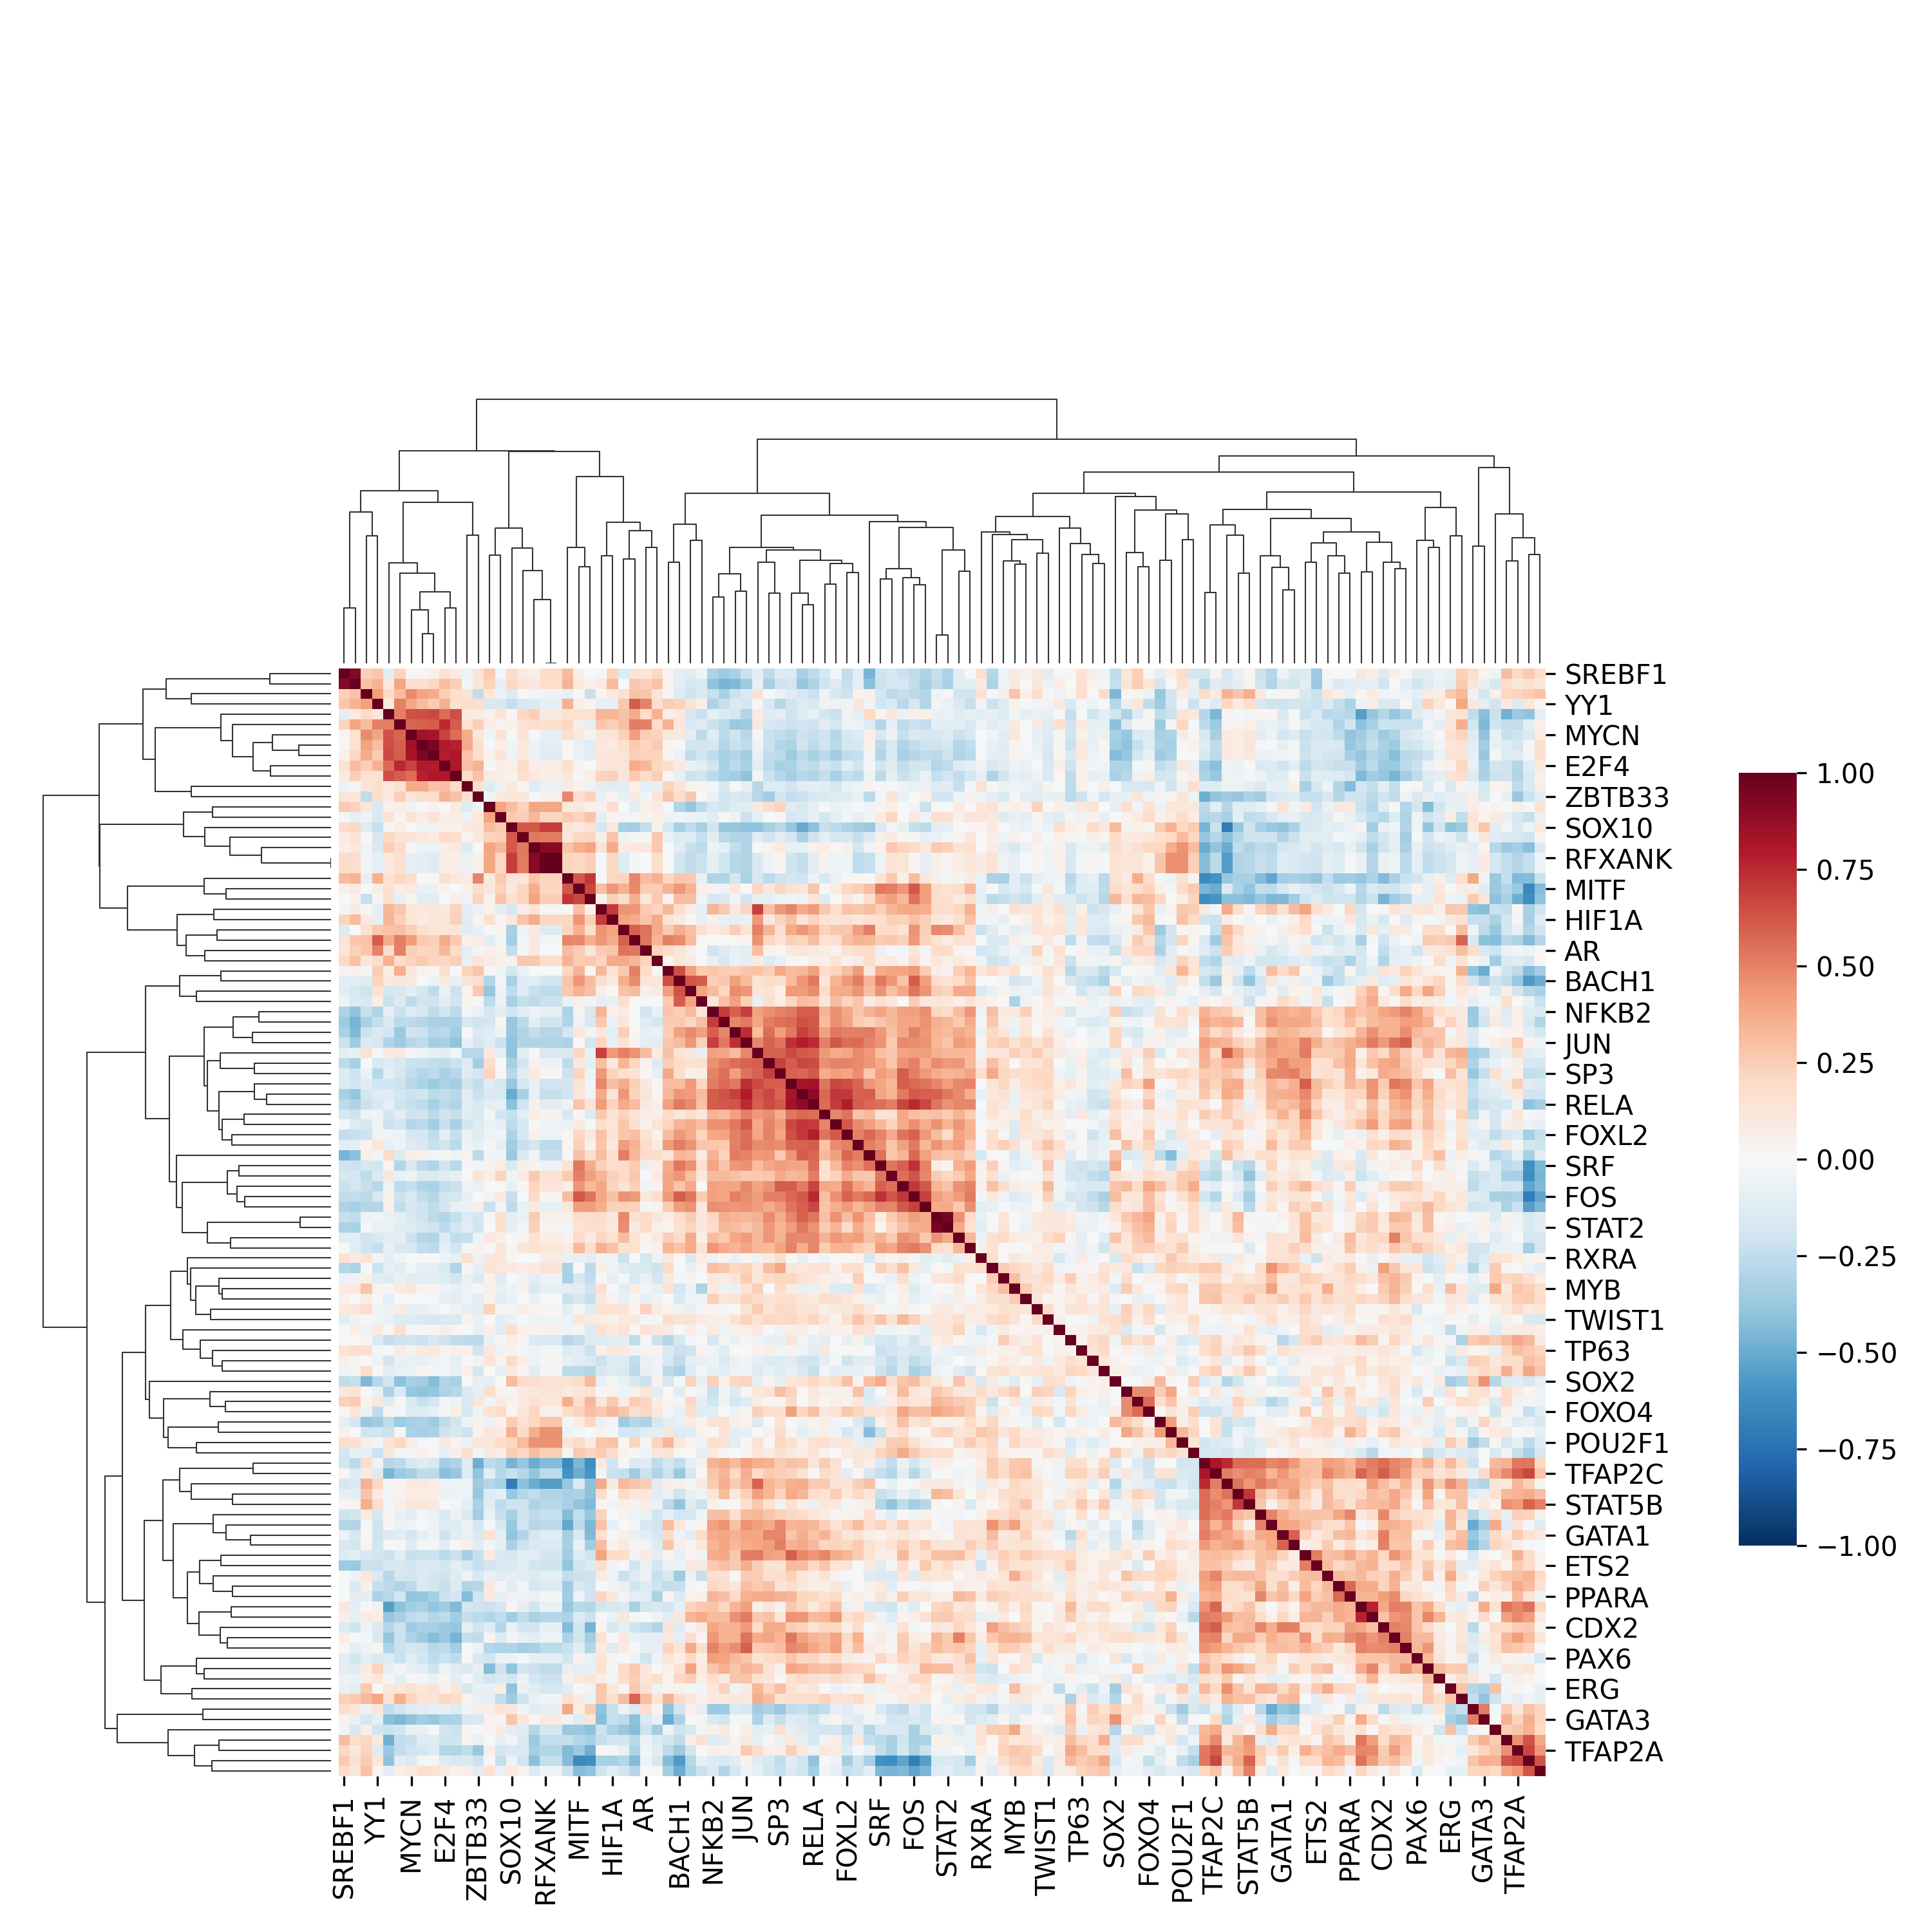 SREBF1
YY1
MYCN
E2F4
ZBTB33
SOX10
RFXANK
MITF
HIF1A
AR
BACH1
NFKB2
JUN
SP3
RELA
FOXL2
SRF
FOS
STAT2
RXRA
MYB
TWIST1
TP63
SOX2
FOXO4
POU2F1
TFAP2C
STAT5B
GATA1
ETS2
PPARA
CDX2
PAX6
ERG
GATA3
TFAP2A
1.00
0.75
0.50
0.25
0.00
−0.25
−0.50
−0.75
−1.00
SREBF1
YY1
MYCN
E2F4
ZBTB33
SOX10
RFXANK
MITF
HIF1A
AR
BACH1
NFKB2
JUN
SP3
RELA
FOXL2
SRF
FOS
STAT2
RXRA
MYB
TWIST1
TP63
SOX2
FOXO4
POU2F1
TFAP2C
STAT5B
GATA1
ETS2
PPARA
CDX2
PAX6
ERG
GATA3
TFAP2A